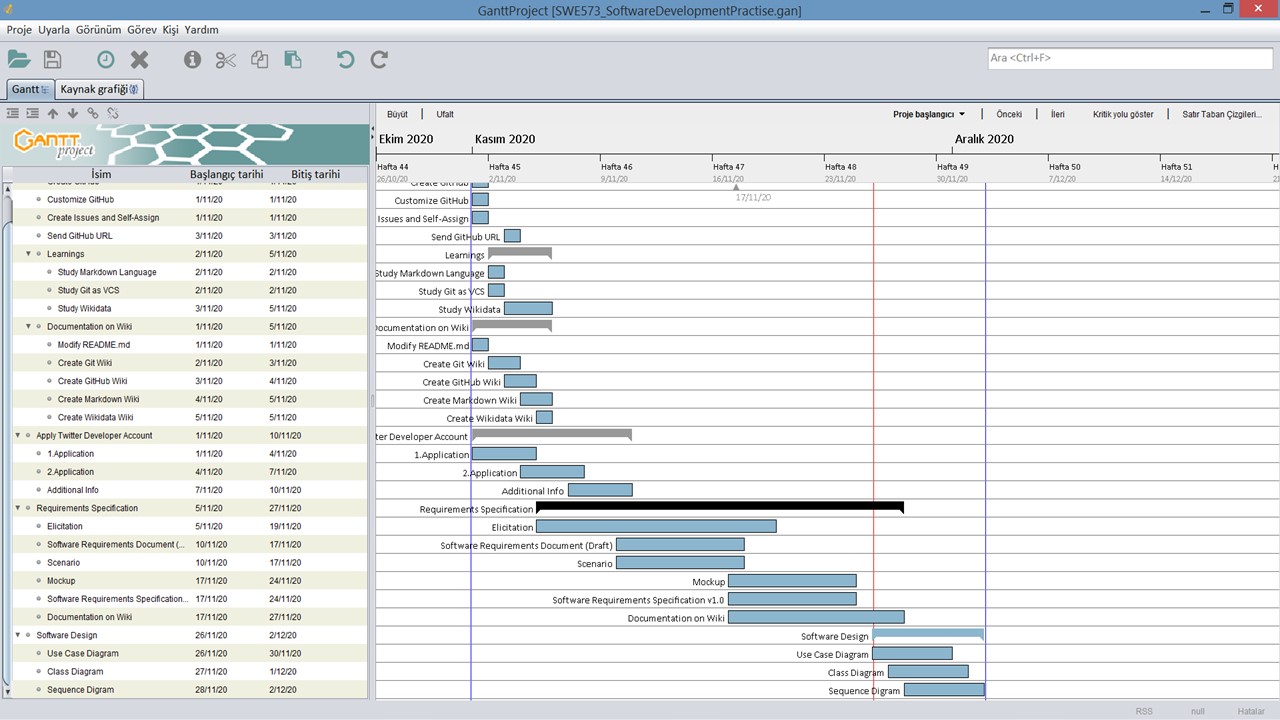 GanttProject [SWE573_SoftwareDevelopmentPractise.gan]
Proje Uyarla Görünüm Görev Kişi Yardım
Ara <Ctrl+F>
Gantt Kaynak grafiği
Büyüt Ufalt Proje başlangıcı Önceki İleri Kritik yolu göster Satır Taban Çizgileri...
GANTT
project
Ekim 2020 Kasım 2020 Aralık 2020
Hafta 44 Hafta 45 Hafta 46 Hafta 47 Hafta 48 Hafta 49 Hafta 50 Hafta 51 H
26/10/20 2/11/20 9/11/20 16/11/20 23/11/20 30/11/20 7/12/20 14/12/20
17/11/20
İsim Başlangıç tarihi Bitiş tarihi
Create GitHub 1/11/20 1/11/20
Customize GitHub 1/11/20 1/11/20
Create Issues and Self-Assign 1/11/20 1/11/20
Send GitHub URL 3/11/20 3/11/20
Learnings 2/11/20 5/11/20
Study Markdown Language 2/11/20 2/11/20
Study Git as VCS 2/11/20 2/11/20
Study Wikidata 3/11/20 5/11/20
Documentation on Wiki 1/11/20 5/11/20
Modify README.md 1/11/20 1/11/20
Create Git Wiki 2/11/20 3/11/20
Create GitHub Wiki 3/11/20 4/11/20
Create Markdown Wiki 4/11/20 5/11/20
Create Wikidata Wiki 5/11/20 5/11/20
Apply Twitter Developer Account 1/11/20 10/11/20
1.Application 1/11/20 4/11/20
2.Application 4/11/20 7/11/20
Additional Info 7/11/20 10/11/20
Requirements Specification 5/11/20 27/11/20
Elicitation 5/11/20 19/11/20
Software Requirements Document (... 10/11/20 17/11/20
Scenario 10/11/20 17/11/20
Mockup 17/11/20 24/11/20
Software Requirements Specification... 17/11/20 24/11/20
Documentation on Wiki 17/11/20 27/11/20
Software Design 26/11/20 2/12/20
Use Case Diagram 26/11/20 30/11/20
Class Diagram 27/11/20 1/12/20
Sequence Digram 28/11/20 2/12/20
Create GitHub
Customize GitHub
Issues and Self-Assign
Send GitHub URL
Learnings
Study Markdown Language
Study Git as VCS
Study Wikidata
Documentation on Wiki
Modify README.md
Create Git Wiki
Create GitHub Wiki
Create Markdown Wiki
Create Wikidata Wiki
ter Developer Account
1.Application
2.Application
Additional Info
Requirements Specification
Elicitation
Software Requirements Document (Draft)
Scenario
Mockup
Software Requirements Specification v1.0
Documentation on Wiki
Software Design
Use Case Diagram
Class Diagram
Sequence Digram
RSS null Hatalar